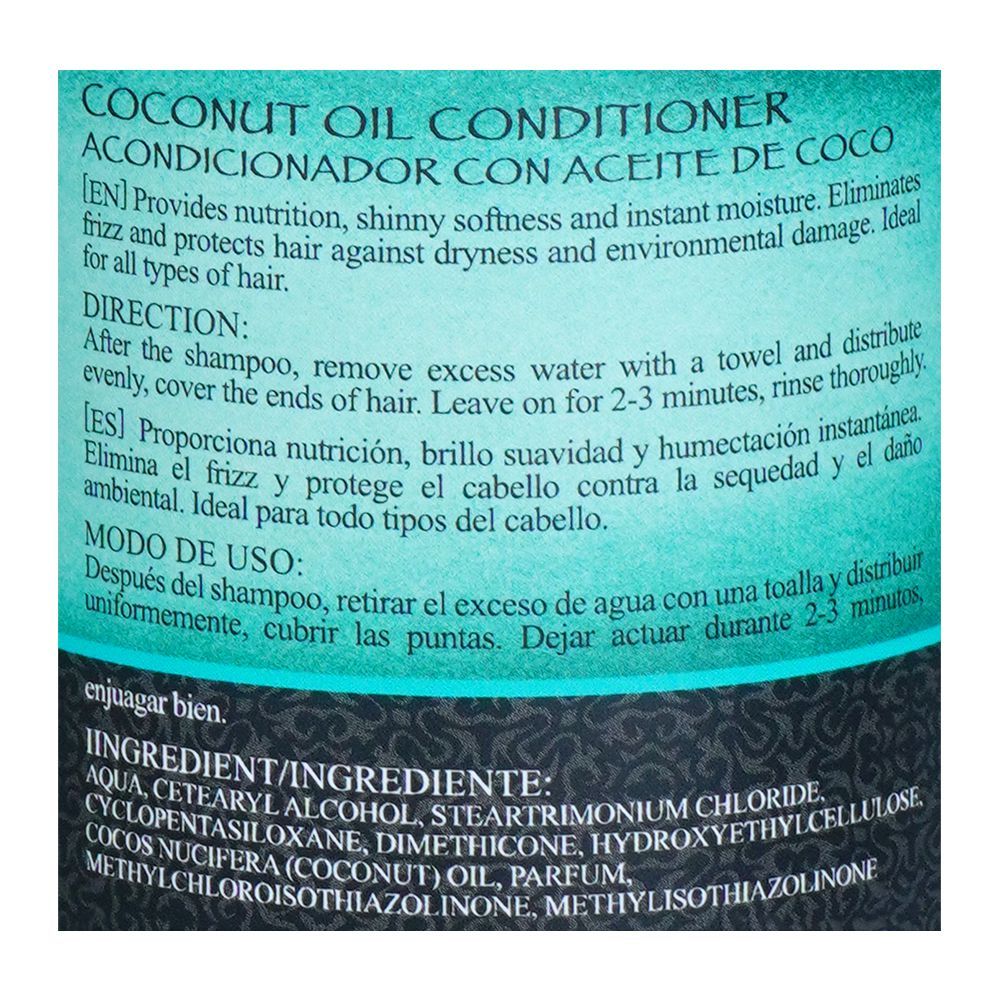 COCONUT OIL CONDITIONER
ACONDICIONADOR CON ACEITE DE COCO
[EN] Provides nutrition, shinny softness and instant moisture. Eliminates
frizz and protects hair against dryness and environmental damage. Ideal
for all types of hair.
DIRECTION:
After the shampoo, remove excess water with a towel and distribute
evenly, cover the ends of hair. Leave on for 2-3 minutes, rinse thoroughly.
[ES] Proporciona nutrición, brillo suavidad y humectación instantánea.
Elimina el frizz y protege el cabello contra la sequedad y el daño
ambiental. Ideal para todo tipos del cabello.
MODO DE USO:
Después del shampoo, retirar el exceso de agua con una toalla y distribuir
uniformemente, cubrir las puntas. Dejar actuar durante 2-3 minutos,
enjuagar bien.
IINGREDIENT/INGREDIENTE:
AQUA, CETEARYL ALCOHOL, STEARTRIMONIUM CHLORIDE,
CYCLOPENTASILOXANE, DIMETHICONE, HYDROXYETHYLCELLULOSE,
COCOS NUCIFERA (COCONUT) OIL, PARFUM,
METHYLCHLOROISOTHIAZOLINONE, METHYLISOTHIAZOLINONE